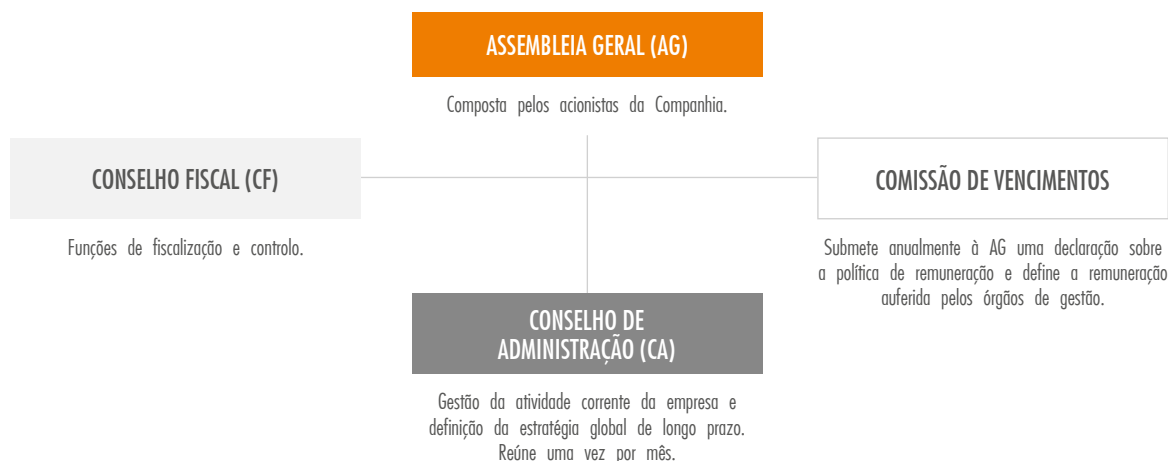 ASSEMBLEIA GERAL (AG)
Composta pelos acionistas da Companhia.
CONSELHO FISCAL (CF)
Funções de fiscalização e controlo.
COMISSÃO DE VENCIMENTOS
Submete anualmente à AG uma declaração sobre
a política de remuneração e define a remuneração
auferida pelos órgãos de gestão.
CONSELHO DE
ADMINISTRAÇÃO (CA)
Gestão da atividade corrente da empresa e
definição da estratégia global de longo prazo.
Reúne uma vez por mês.